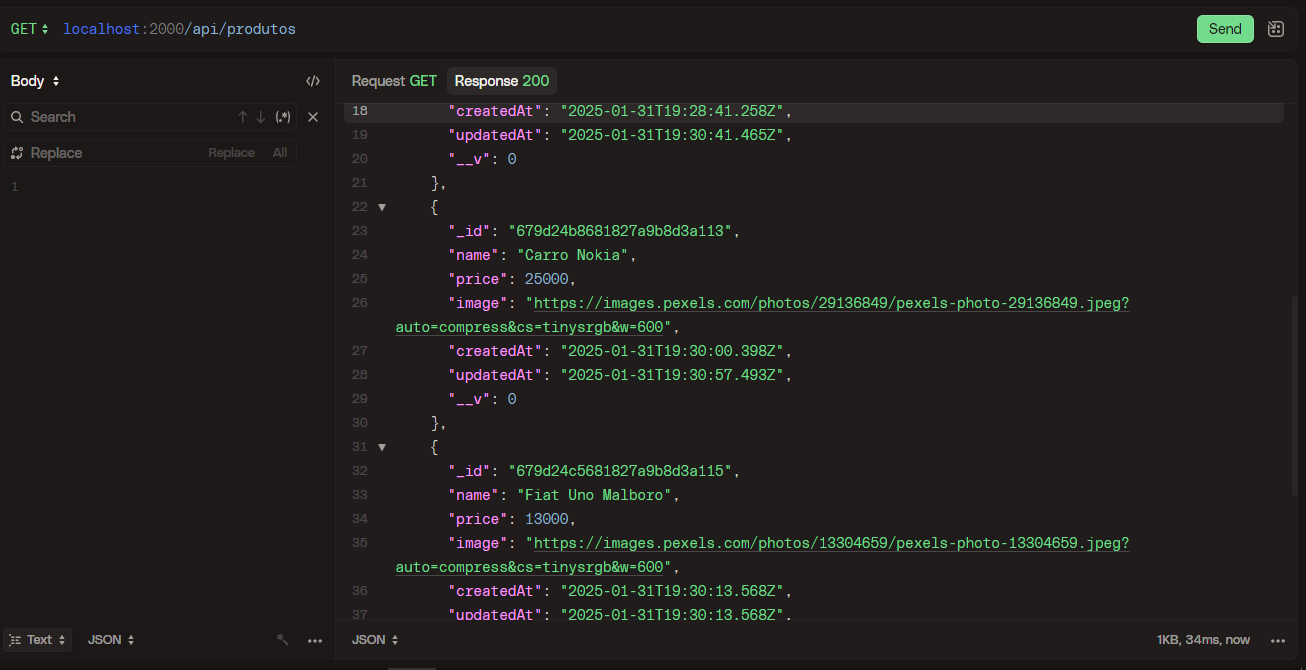 GET localhost:2000/api/produtos Send
Body
Search (.*)
Replace Replace All
1
Request GET Response 200
18 "createdAt": "2025-01-31T19:28:41.258Z",
19 "updatedAt": "2025-01-31T19:30:41.465Z",
20 "__v": 0
21 },
22 {
23 "_id": "679d24b8681827a9b8d3a113",
24 "name": "Carro Nokia",
25 "price": 25000,
26 "image": "https://images.pexels.com/photos/29136849/pexels-photo-29136849.jpeg?
auto=compress&cs=tinysrgb&w=600",
27 "createdAt": "2025-01-31T19:30:00.398Z",
28 "updatedAt": "2025-01-31T19:30:57.493Z",
29 "__v": 0
30 },
31 {
32 "_id": "679d24c5681827a9b8d3a115",
33 "name": "Fiat Uno Malboro",
34 "price": 13000,
35 "image": "https://images.pexels.com/photos/13304659/pexels-photo-13304659.jpeg?
auto=compress&cs=tinysrgb&w=600",
36 "createdAt": "2025-01-31T19:30:13.568Z",
37 "updatedAt": "2025-01-31T19:30:13.568Z",
Text JSON
JSON 1KB, 34ms, now